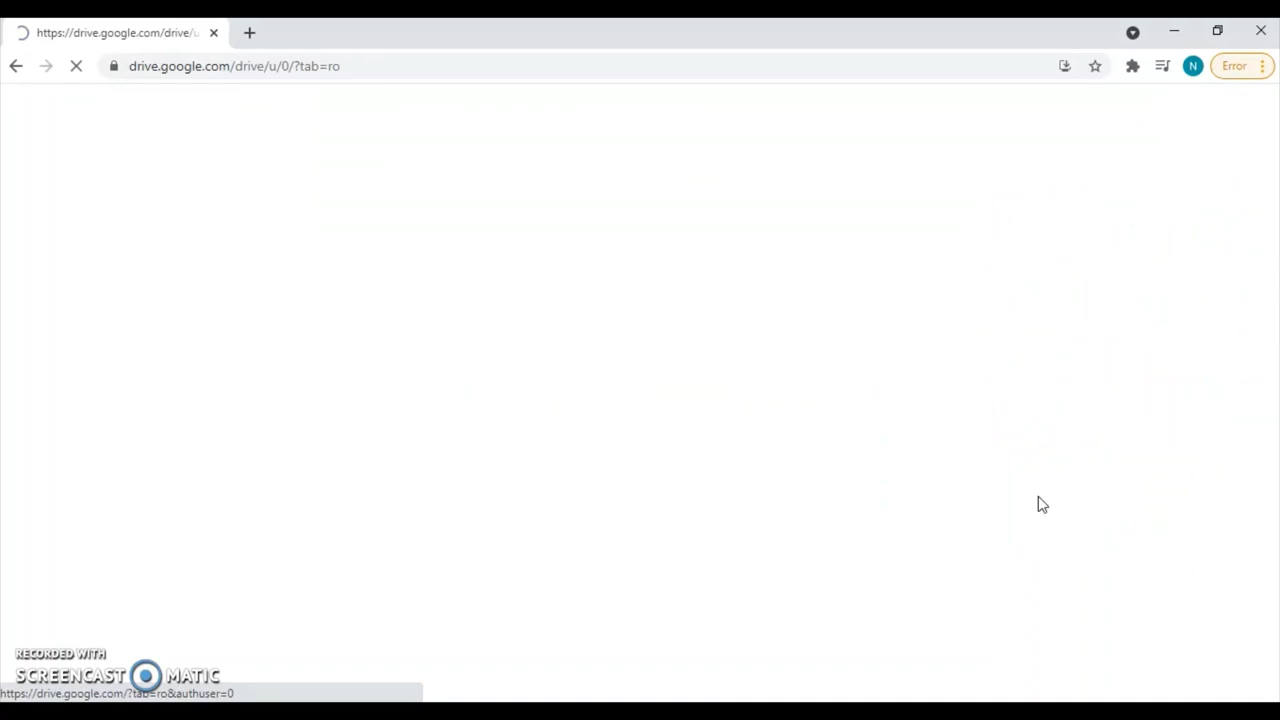 https://drive.google.com/drive/u
drive.google.com/drive/u/0/?tab=ro
N
Error
RECORDED WITH
SCREENCAST MATIC
https://drive.google.com/?tab=ro&authuser=0